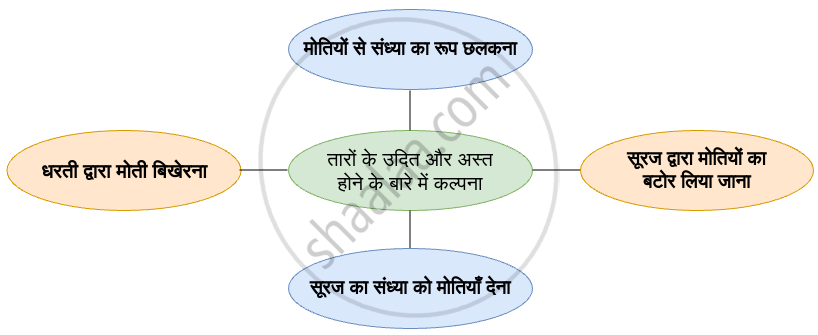 मोतियों से संध्या का रूप छलकना
धरती द्वारा मोती बिखेरना
तारों के उदित और अस्त
होने के बारे में कल्पना
सूरज द्वारा मोतियों का
बटोर लिया जाना
सूरज का संध्या को मोतियाँ देना
shaalaa.com